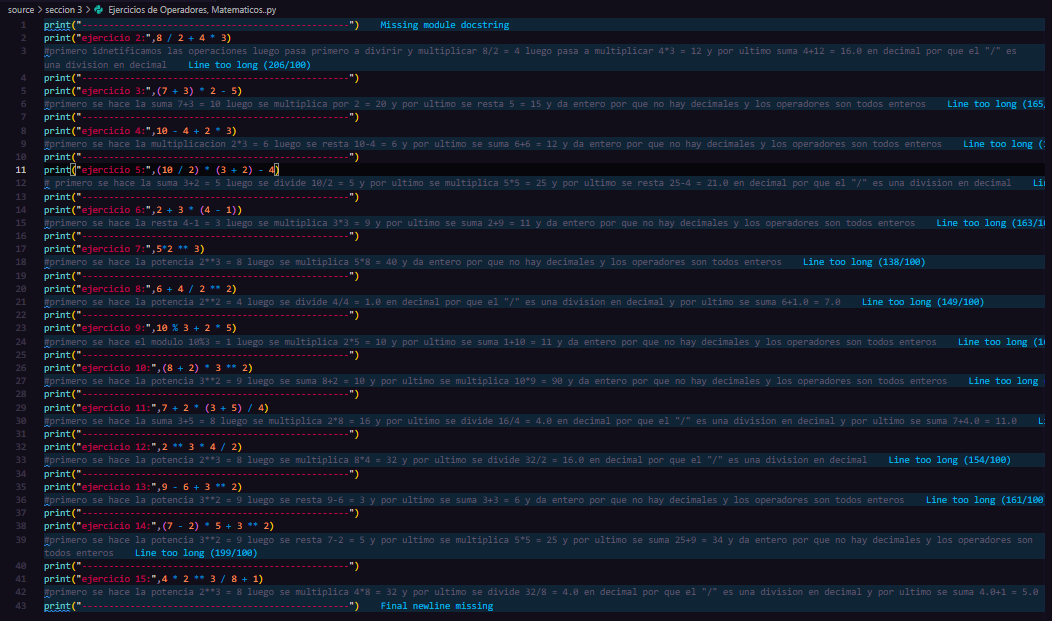 source > seccion 3 > Ejercicios de Operadores, Matematicos..py
1 print("--------------------------------------------------") Missing module docstring
2 print("ejercicio 2:",8 / 2 + 4 * 3)
3 #primero idnetificamos las operaciones luego pasa primero a divirir y multiplicar 8/2 = 4 luego pasa a multiplicar 4*3 = 12 y por ultimo suma 4+12 = 16.0 en decimal por que el "/" es
una division en decimal Line too long (206/100)
4 print("--------------------------------------------------")
5 print("ejercicio 3:",(7 + 3) * 2 - 5)
6 #primero se hace la suma 7+3 = 10 luego se multiplica por 2 = 20 y por ultimo se resta 5 = 15 y da entero por que no hay decimales y los operadores son todos enteros Line too long (165,
7 print("--------------------------------------------------")
8 print("ejercicio 4:",10 - 4 + 2 * 3)
9 #primero se hace la multiplicacion 2*3 = 6 luego se resta 10-4 = 6 y por ultimo se suma 6+6 = 12 y da entero por que no hay decimales y los operadores son todos enteros Line too long
10 print("--------------------------------------------------")
11 print("ejercicio 5:",(10 / 2) * (3 + 2) - 4)
12 # primero se hace la suma 3+2 = 5 luego se divide 10/2 = 5 y por ultimo se multiplica 5*5 = 25 y por ultimo se resta 25-4 = 21.0 en decimal por que el "/" es una division en decimal
13 print("--------------------------------------------------")
14 print("ejercicio 6:",2 + 3 * (4 - 1))
15 #primero se hace la resta 4-1 = 3 luego se multiplica 3*3 = 9 y por ultimo se suma 2+9 = 11 y da entero por que no hay decimales y los operadores son todos enteros Line too long (163/10
16 print("--------------------------------------------------")
17 print("ejercicio 7:",5*2 ** 3)
18 #primero se hace la potencia 2**3 = 8 luego se multiplica 5*8 = 40 y da entero por que no hay decimales y los operadores son todos enteros Line too long (138/100)
19 print("--------------------------------------------------")
20 print("ejercicio 8:",6 + 4 / 2 ** 2)
21 #primero se hace la potencia 2**2 = 4 luego se divide 4/4 = 1.0 en decimal por que el "/" es una division en decimal y por ultimo se suma 6+1.0 = 7.0 Line too long (149/100)
22 print("--------------------------------------------------")
23 print("ejercicio 9:",10 % 3 + 2 * 5)
24 #primero se hace el modulo 10%3 = 1 luego se multiplica 2*5 = 10 y por ultimo se suma 1+10 = 11 y da entero por que no hay decimales y los operadores son todos enteros Line too long
25 print("--------------------------------------------------")
26 print("ejercicio 10:",(8 + 2) * 3 ** 2)
27 #primero se hace la potencia 3**2 = 9 luego se suma 8+2 = 10 y por ultimo se multiplica 10*9 = 90 y da entero por que no hay decimales y los operadores son todos enteros Line too long
28 print("--------------------------------------------------")
29 print("ejercicio 11:",7 + 2 * (3 + 5) / 4)
30 #primero se hace la suma 3+5 = 8 luego se multiplica 2*8 = 16 y por ultimo se divide 16/4 = 4.0 en decimal por que el "/" es una division en decimal y por ultimo se suma 7+4.0 = 11.0
31 print("--------------------------------------------------")
32 print("ejercicio 12:",2 ** 3 * 4 / 2)
33 #primero se hace la potencia 2**3 = 8 luego se multiplica 8*4 = 32 y por ultimo se divide 32/2 = 16.0 en decimal por que el "/" es una division en decimal Line too long (154/100)
34 print("--------------------------------------------------")
35 print("ejercicio 13:",9 - 6 + 3 ** 2)
36 #primero se hace la potencia 3**2 = 9 luego se resta 9-6 = 3 y por ultimo se suma 3+3 = 6 y da entero por que no hay decimales y los operadores son todos enteros Line too long (161/100
37 print("--------------------------------------------------")
38 print("ejercicio 14:",(7 - 2) * 5 + 3 ** 2)
39 #primero se hace la potencia 3**2 = 9 luego se resta 7-2 = 5 y por ultimo se multiplica 5*5 = 25 y por ultimo se suma 25+9 = 34 y da entero por que no hay decimales y los operadores son
todos enteros Line too long (199/100)
40 print("--------------------------------------------------")
41 print("ejercicio 15:",4 * 2 ** 3 / 8 + 1)
42 #primero se hace la potencia 2**3 = 8 luego se multiplica 4*8 = 32 y por ultimo se divide 32/8 = 4.0 en decimal por que el "/" es una division en decimal y por ultimo se suma 4.0+1 = 5.0
43 print("--------------------------------------------------") Final newline missing